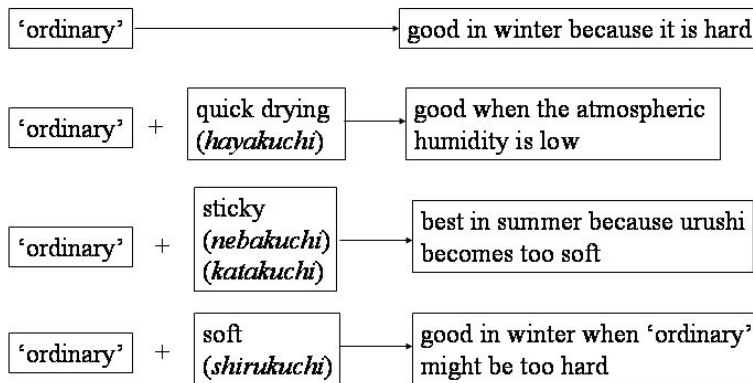 ‘ordinary’ good in winter because it is hard
‘ordinary’ + quick drying
(hayakuchi)
good when the atmospheric
humidity is low
‘ordinary’ + sticky
(nebakuchi)
(katakuchi)
best in summer because urushi
becomes too soft
‘ordinary’ + soft
(shirukuchi)
good in winter when ‘ordinary’
might be too hard